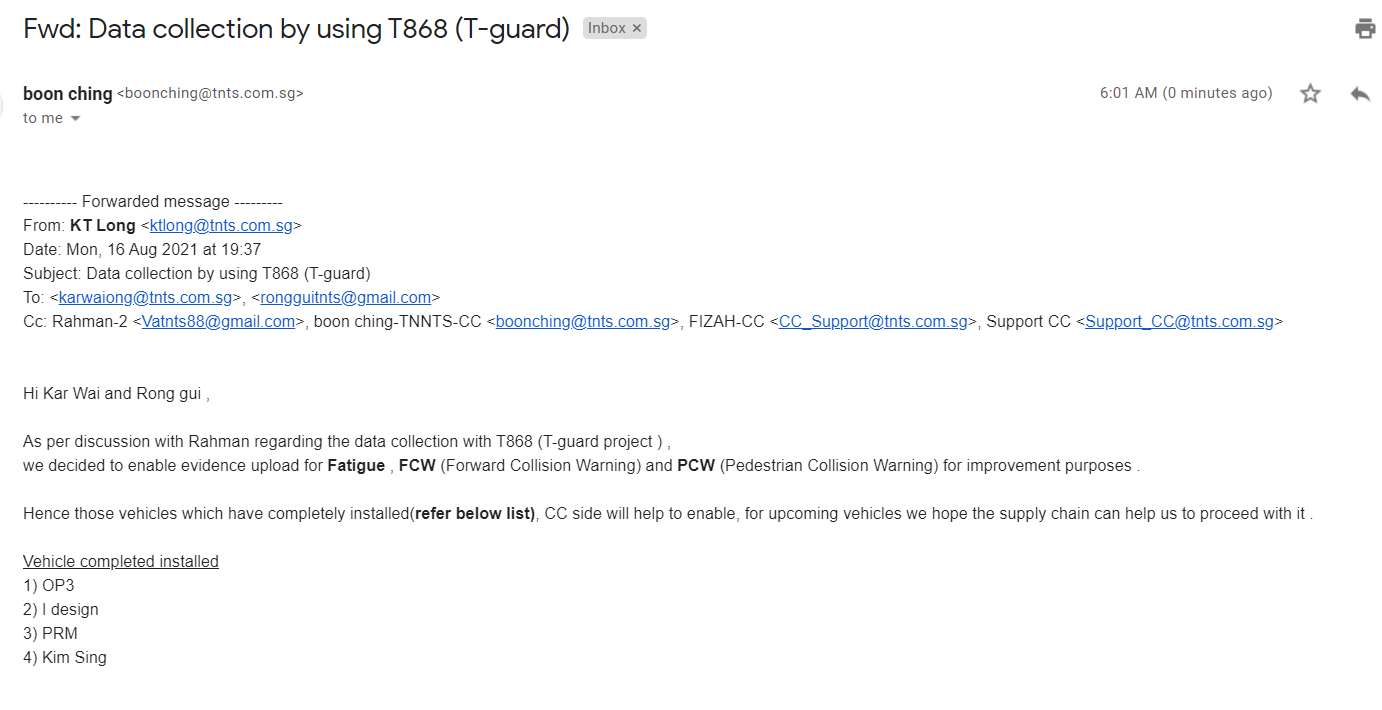 Fwd: Data collection by using T868 (T-guard) Inbox ×
boon ching <boonching@tnts.com.sg> 6:01 AM (0 minutes ago)
to me
---------- Forwarded message ---------
From: KT Long <ktlong@tnts.com.sg>
Date: Mon, 16 Aug 2021 at 19:37
Subject: Data collection by using T868 (T-guard)
To: <karwaiong@tnts.com.sg>, <rongguitnts@gmail.com>
Cc: Rahman-2 <Vatnts88@gmail.com>, boon ching-TNNTS-CC <boonching@tnts.com.sg>, FIZAH-CC <CC_Support@tnts.com.sg>, Support CC <Support_CC@tnts.com.sg>
Hi Kar Wai and Rong gui ,
As per discussion with Rahman regarding the data collection with T868 (T-guard project ) ,
we decided to enable evidence upload for Fatigue , FCW (Forward Collision Warning) and PCW (Pedestrian Collision Warning) for improvement purposes .
Hence those vehicles which have completely installed(refer below list), CC side will help to enable, for upcoming vehicles we hope the supply chain can help us to proceed with it .
Vehicle completed installed
1) OP3
2) I design
3) PRM
4) Kim Sing